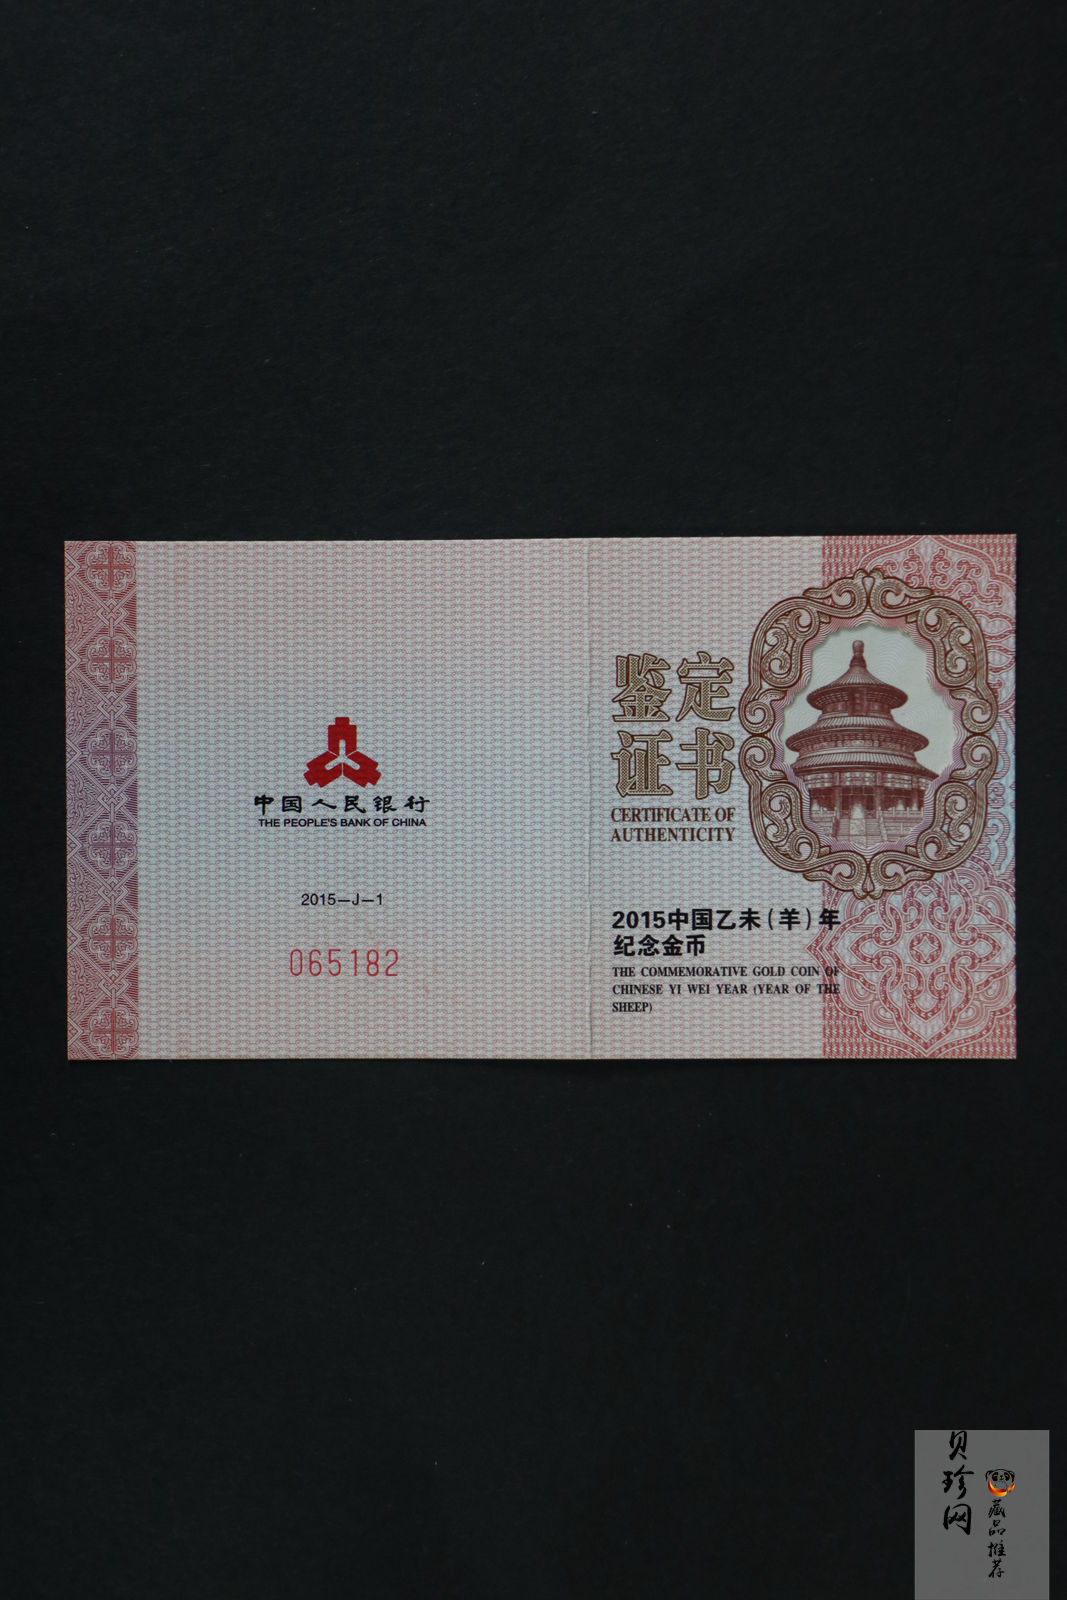 中国人民银行
THE PEOPLE'S BANK OF CHINA
2015－J－1
065182
鉴定
证书
CERTIFICATE OF
AUTHENTICITY
2015中国乙未（羊）年
纪念金币
THE COMMEMORATIVE GOLD COIN OF
CHINESE YI WEI YEAR (YEAR OF THE
SHEEP)
贝珍网
藏品推荐